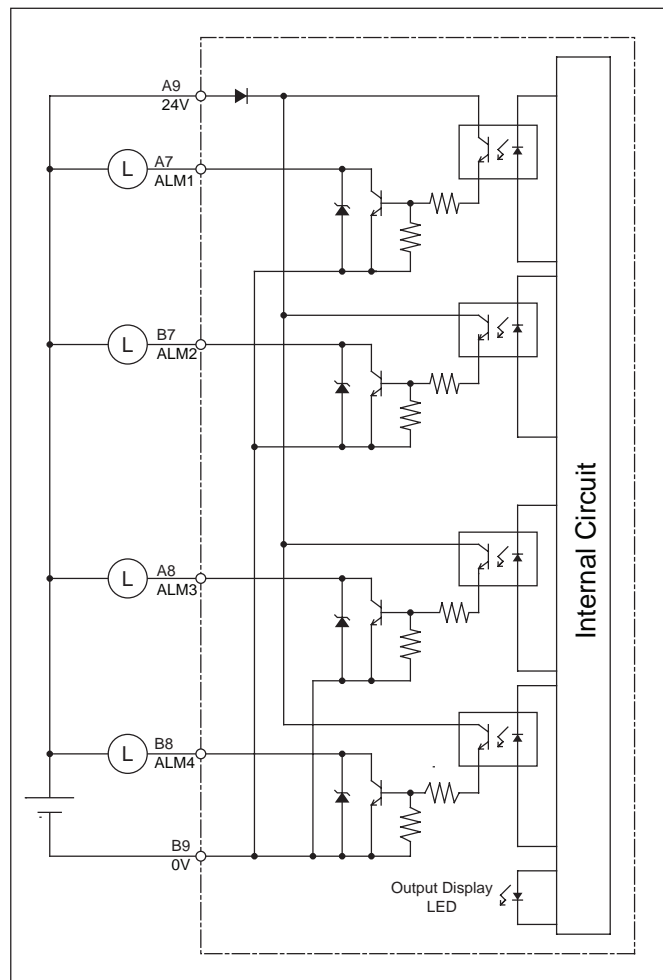 A9
24V
L
A7
ALM1
L
B7
ALM2
L
A8
ALM3
L
B8
ALM4
B9
0V
Internal Circuit
Output Display
LED